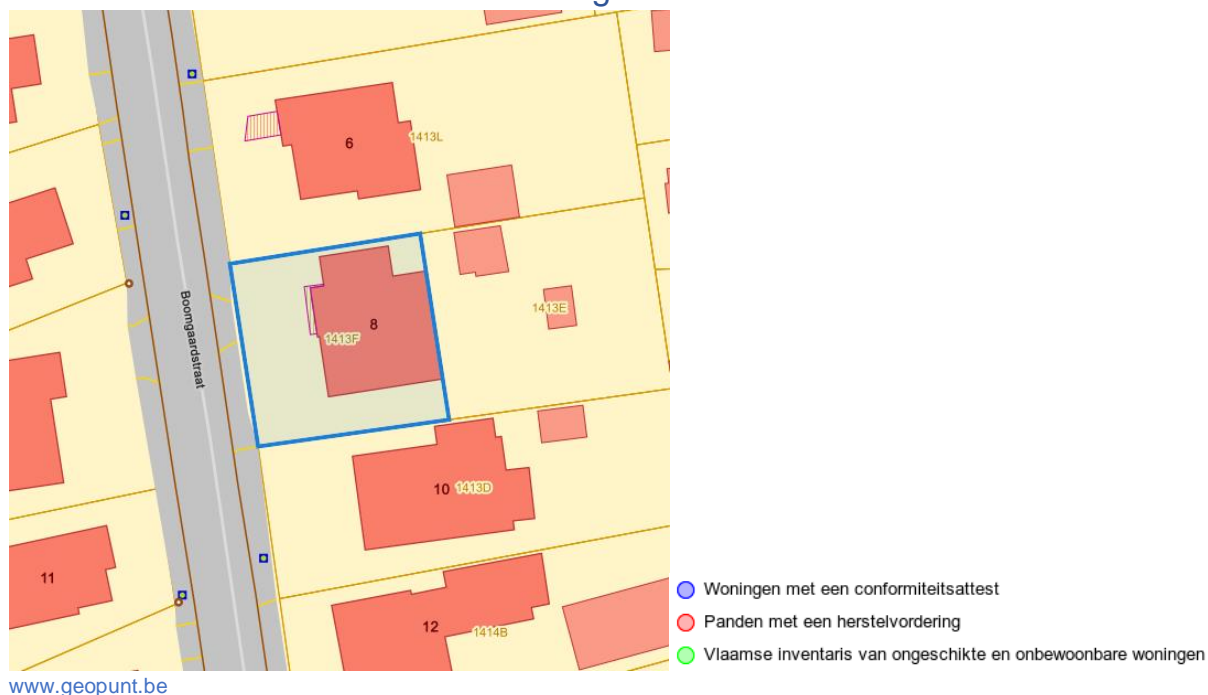 6
1413L
Boomgaardstraat
8
1413E
1413F
10
1413D
11
12
1414B
Woningen met een conformiteitsattest
Panden met een herstelvordering
Vlaamse inventaris van ongeschikte en onbewoonbare woningen
www.geopunt.be